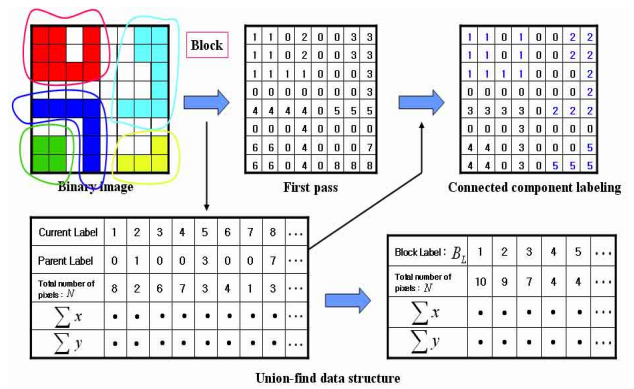 Block
1 1 0 2 0 0 3 3
1 1 0 2 0 0 0 3
1 1 1 1 0 0 0 3
0 0 0 0 0 0 0 3
4 4 4 4 0 5 5 5
0 0 0 4 0 0 0 0
6 6 0 4 0 0 0 7
6 6 0 4 0 8 8 8
1 1 0 1 0 0 2 2
1 1 0 1 0 0 0 2
1 1 1 1 0 0 0 2
0 0 0 0 0 0 0 2
3 3 3 3 0 2 2 2
0 0 0 3 0 0 0 0
4 4 0 3 0 0 0 5
4 4 0 3 0 5 5 5
Binary image
First pass
Connected component labeling
Current Label 1 2 3 4 5 6 7 8 ...
Parent Label 0 1 0 0 3 0 0 7 ...
Total number of pixels : N 8 2 6 7 3 4 1 3 ...
∑ x • • • • • • • • ...
∑ y • • • • • • • • ...
Block Label : B_L 1 2 3 4 5 ...
Total number of pixels : N 10 9 7 4 4 ...
∑ x • • • • • ...
∑ y • • • • • ...
Union-find data structure